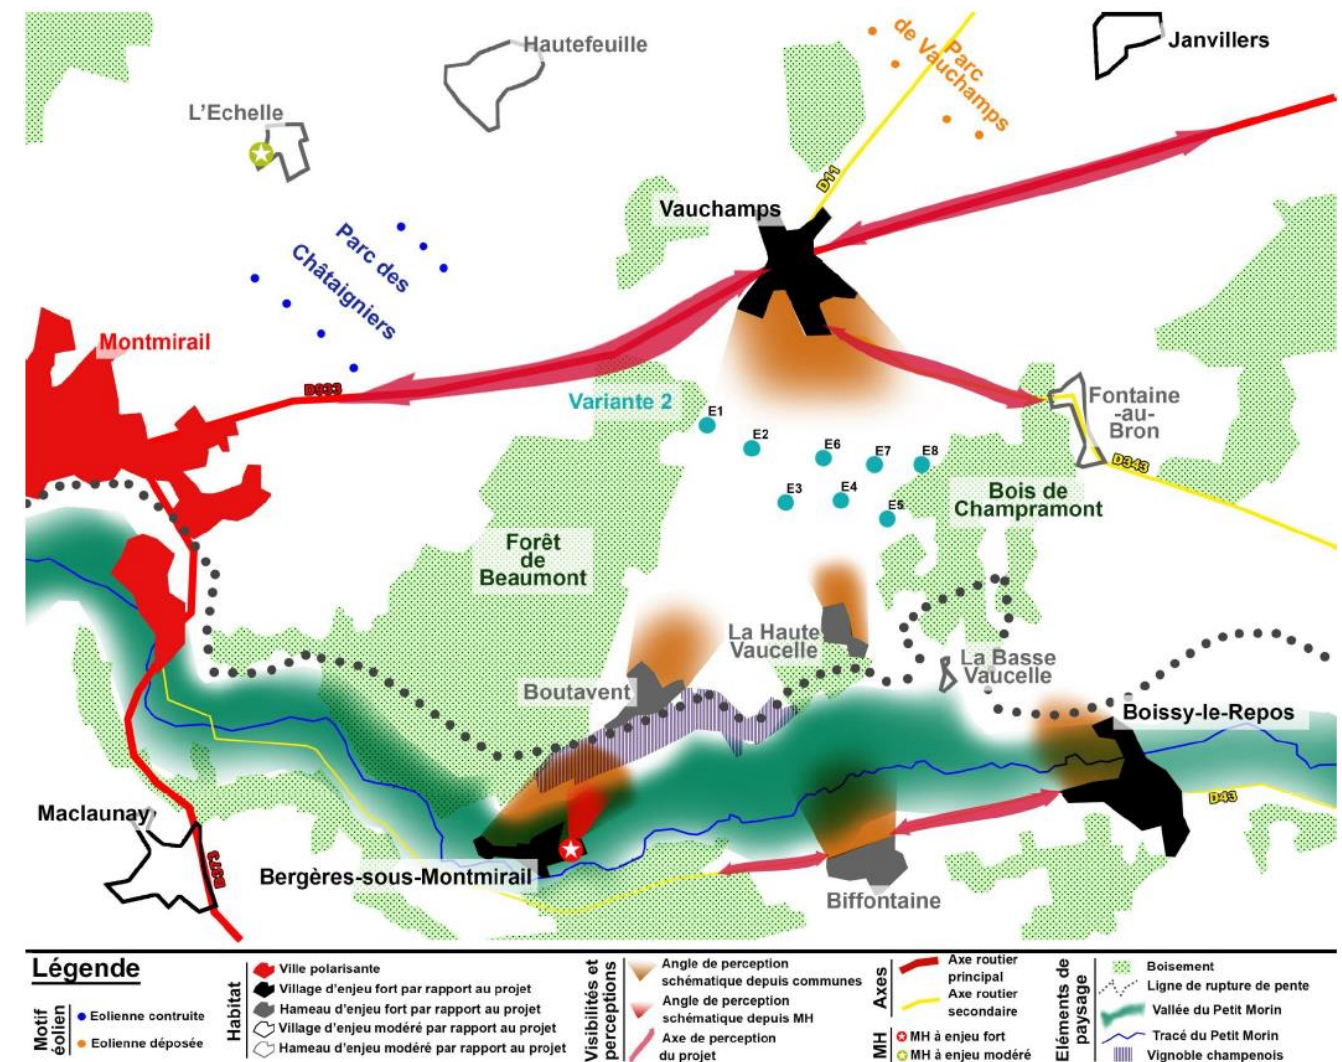 Hautefeuille
L'Echelle
Parc
de Vauchamps
Janvillers
D11
Vauchamps
Parc des
Châtaigniers
Montmirail
D933
Variante 2
E1
E2
E6
E7
E8
E3
E4
E5
Fontaine
-au-
Bron
D343
Bois de
Champramont
Forêt
de
Beaumont
La Haute
Vaucelle
La Basse
Vaucelle
Boutavent
Boissy-le-Repos
D43
Maclaunay
D373
Bergères-sous-Montmirail
Biffontaine
Légende
Motif
éolien
Eolienne contruite
Eolienne déposée
Habitat
Ville polarisante
Village d'enjeu fort par rapport au projet
Hameau d'enjeu fort par rapport au projet
Village d'enjeu modéré par rapport au projet
Hameau d'enjeu modéré par rapport au projet
Visibilités et
perceptions
Angle de perception
schématique depuis communes
Angle de perception
schématique depuis MH
Axe de perception
du projet
Axes
Axe routier
principal
Axe routier
secondaire
MH
MH à enjeu fort
MH à enjeu modéré
Eléments de
paysage
Boisement
Ligne de rupture de pente
Vallée du Petit Morin
Tracé du Petit Morin
Vignoble champenois